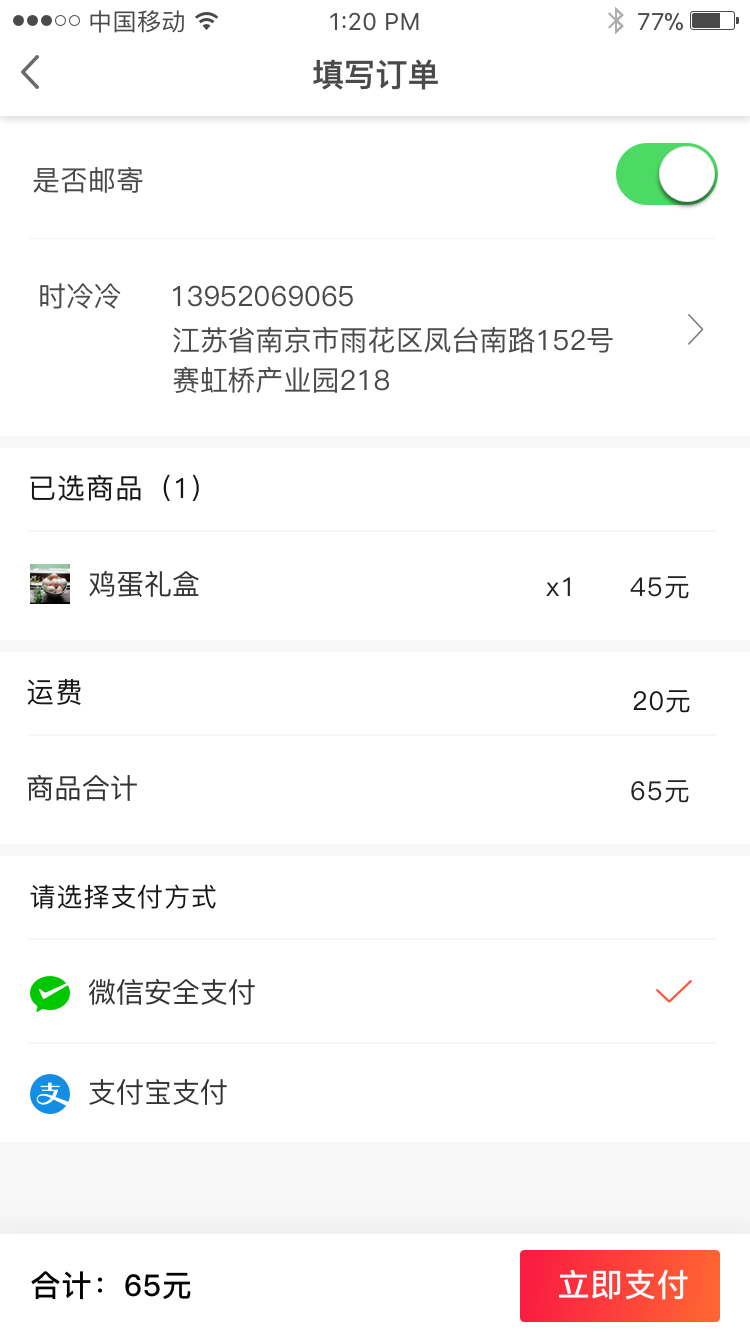 中国移动 1:20 PM 77%
填写订单
是否邮寄
时冷冷 13952069065
江苏省南京市雨花区凤台南路152号
赛虹桥产业园218
已选商品（1）
鸡蛋礼盒 x1 45元
运费 20元
商品合计 65元
请选择支付方式
微信安全支付
支 支付宝支付
合计：65元 立即支付